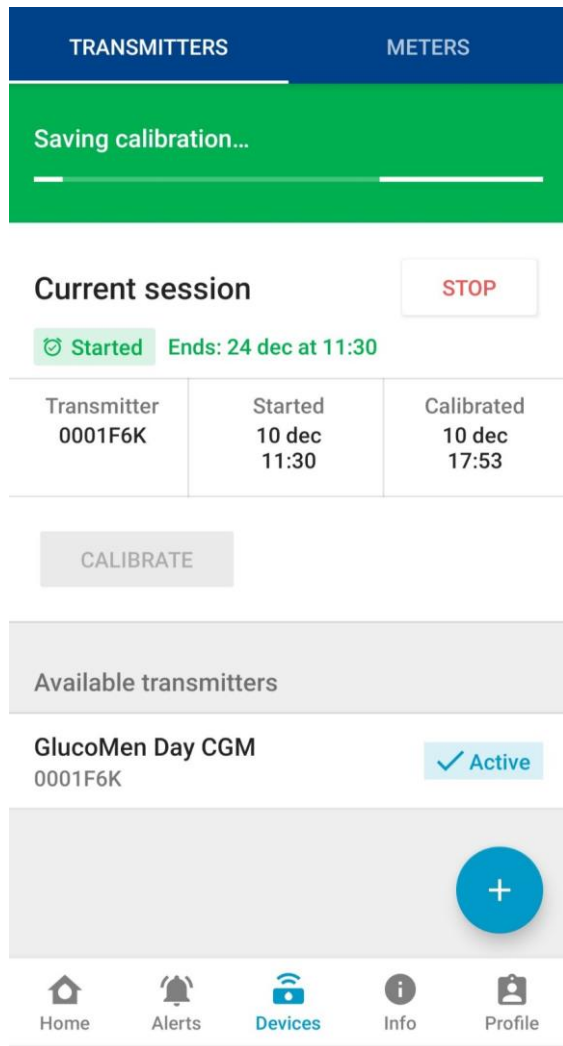 TRANSMITTERS METERS
Saving calibration...
Current session STOP
Started Ends: 24 dec at 11:30
Transmitter Started Calibrated
0001F6K 10 dec 10 dec
11:30 17:53
CALIBRATE
Available transmitters
GlucoMen Day CGM
Active
0001F6K
+
Home Alerts Devices Info Profile